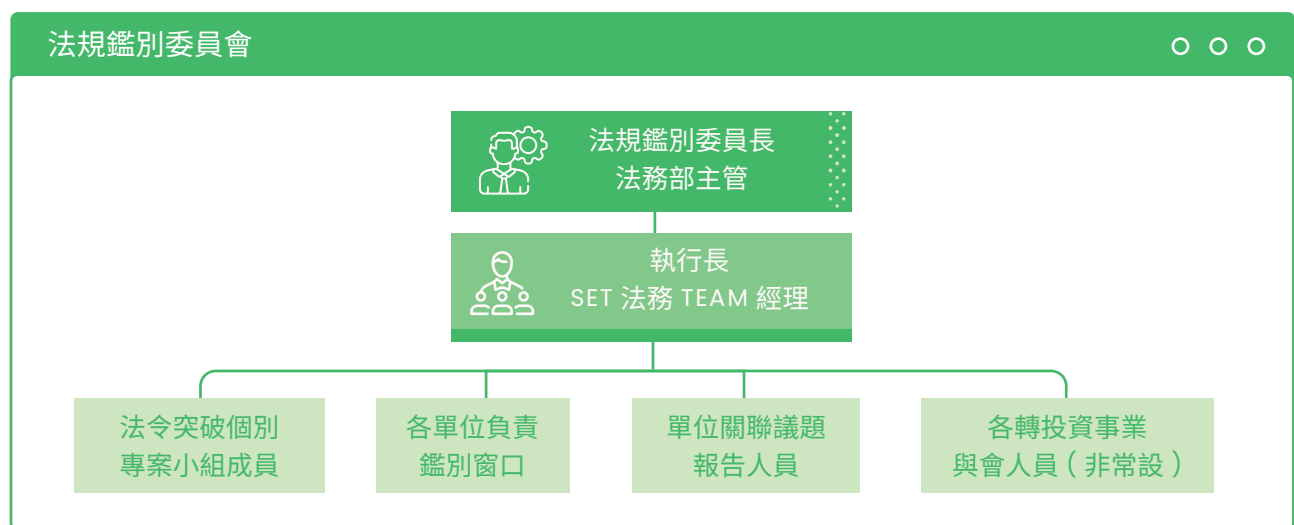 法規鑑別委員會
法規鑑別委員長
法務部主管
執行長
SET 法務 TEAM 經理
法令突破個別
專案小組成員
各單位負責
鑑別窗口
單位關聯議題
報告人員
各轉投資事業
與會人員 ( 非常設 )